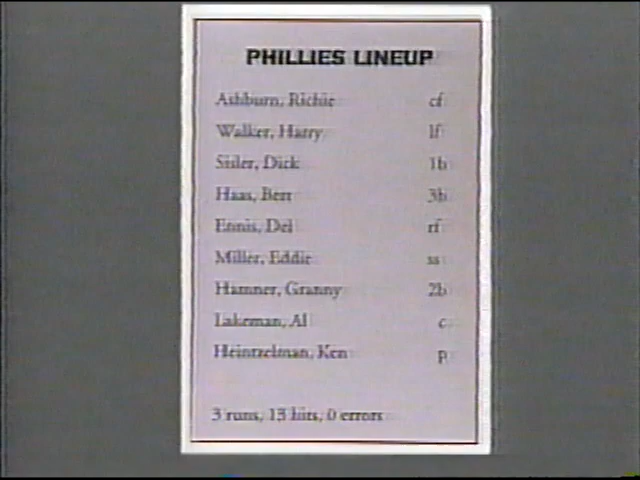 PHILLIES LINEUP
Ashburn, Richie cf
Walker, Harry lf
Sisler, Dick 1b
Haas, Bert 3b
Ennis, Del rf
Miller, Eddie ss
Hamner, Granny 2b
Lakeman, Al c
Heintzelman, Ken p
3 runs, 13 hits, 0 errors